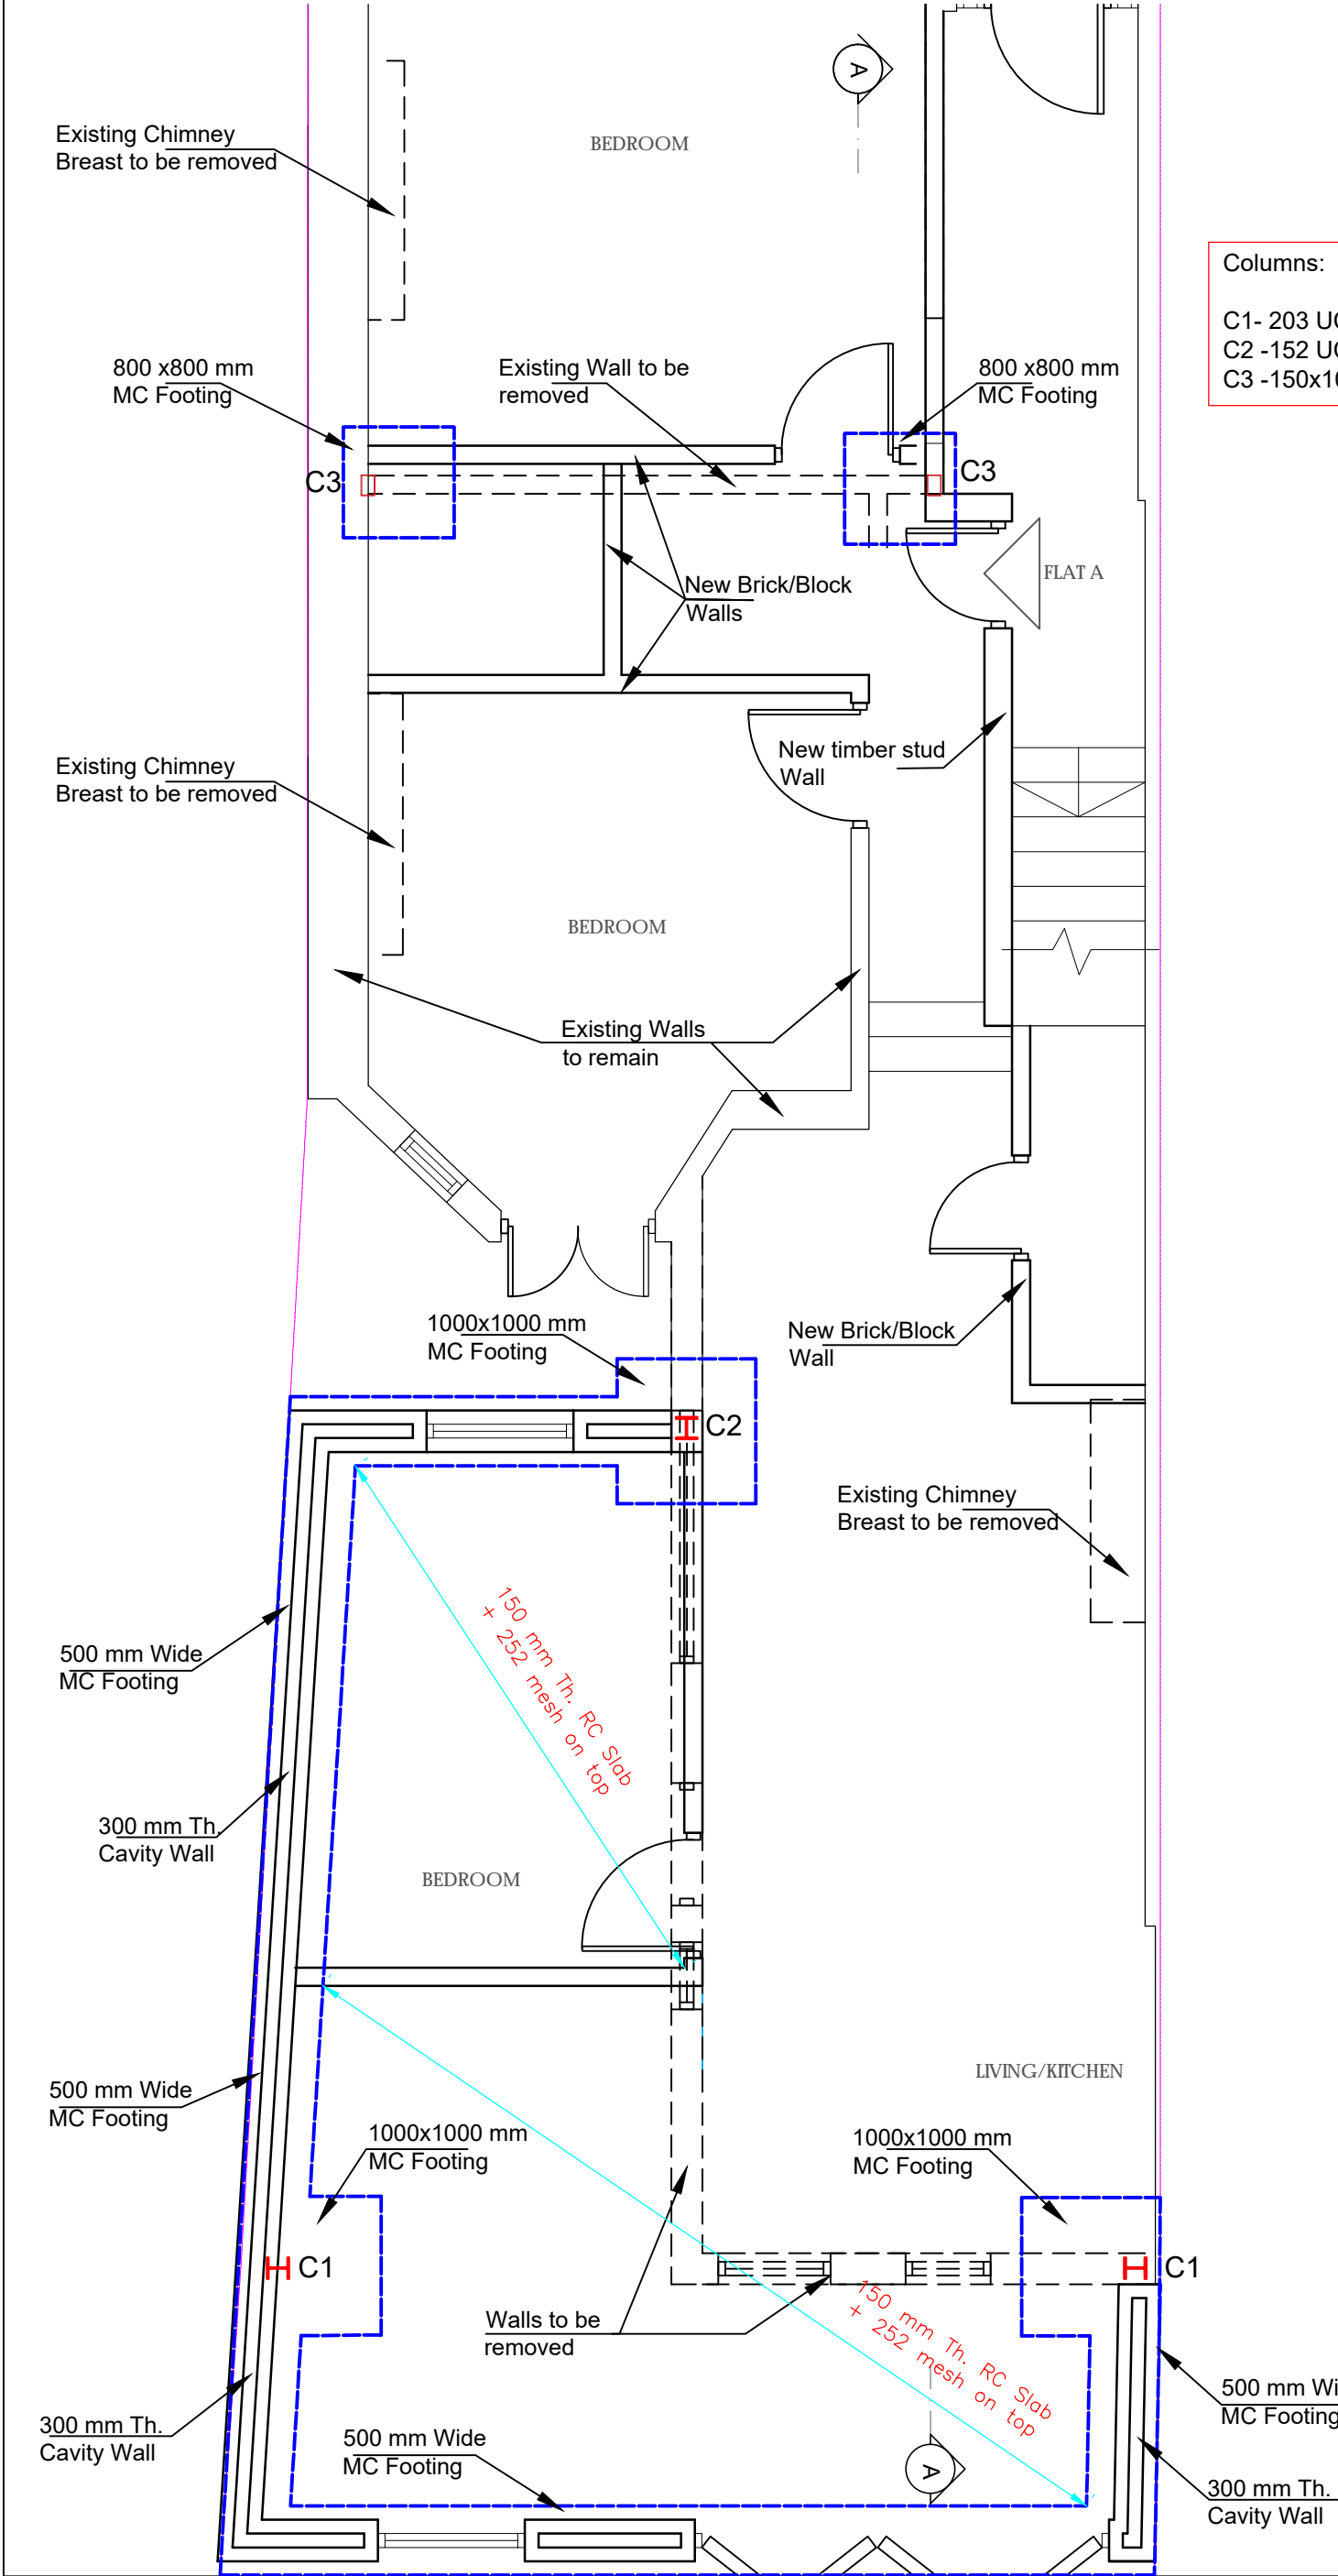 A
Existing Chimney
Breast to be removed
BEDROOM
Columns:
C1- 203 UC
C2 -152 UC
C3 -150x10
800 x800 mm
MC Footing
Existing Wall to be
removed
800 x800 mm
MC Footing
C3
C3
FLAT A
New Brick/Block
Walls
New timber stud
Wall
Existing Chimney
Breast to be removed
BEDROOM
Existing Walls
to remain
1000x1000 mm
MC Footing
New Brick/Block
Wall
C2
Existing Chimney
Breast to be removed
150 mm Th. RC Slab
+ 252 mesh on top
500 mm Wide
MC Footing
300 mm Th.
Cavity Wall
BEDROOM
LIVING/KITCHEN
500 mm Wide
MC Footing
1000x1000 mm
MC Footing
1000x1000 mm
MC Footing
C1
C1
Walls to be
removed
150 mm Th. RC Slab
+ 252 mesh on top
500 mm Wi
MC Footing
300 mm Th.
Cavity Wall
500 mm Wide
MC Footing
A
300 mm Th.
Cavity Wall